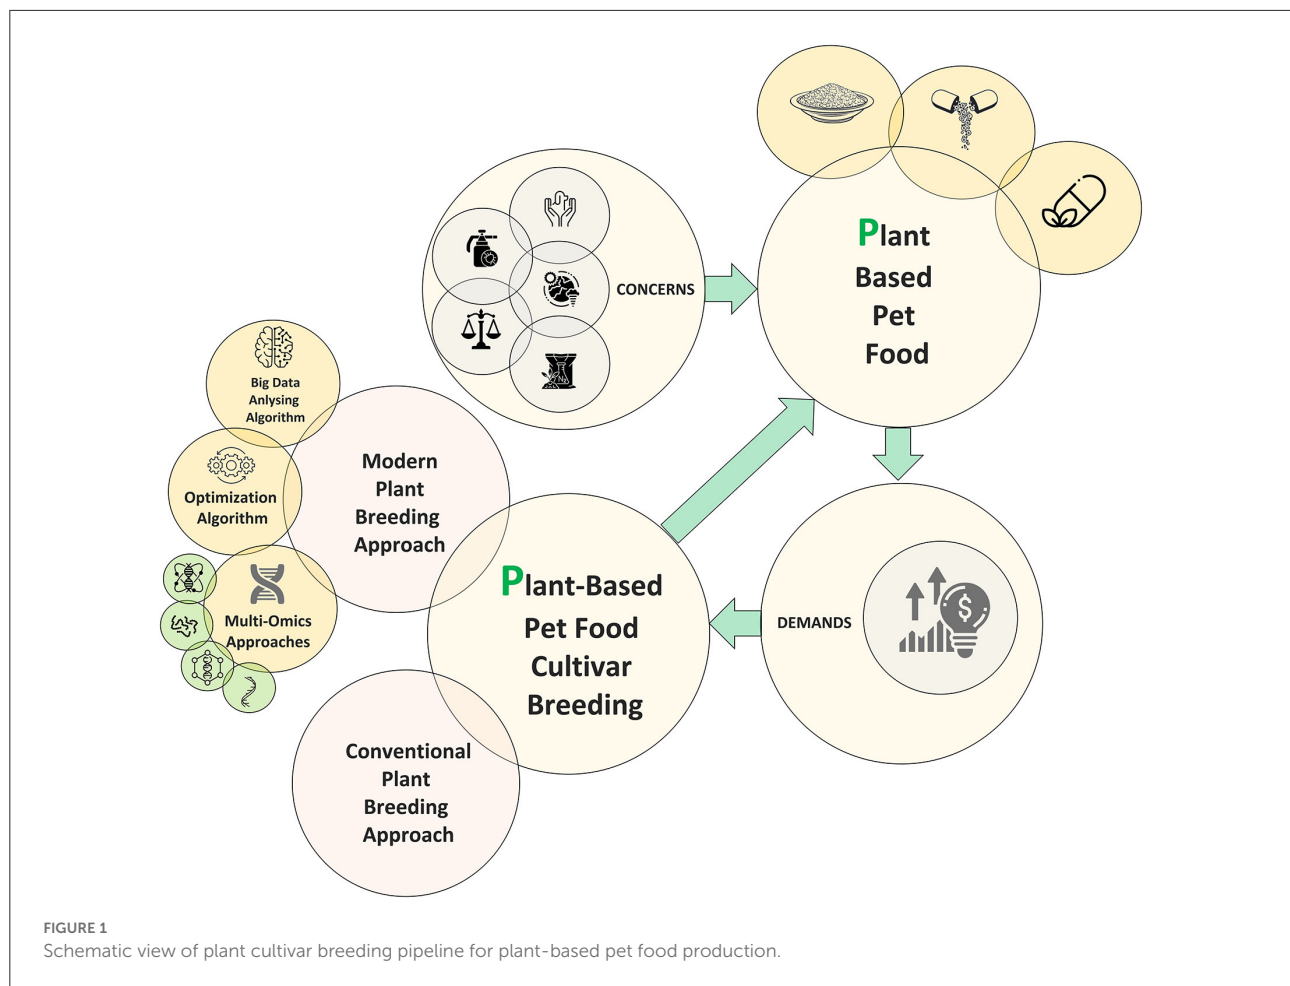 CONCERNS
Plant
Based
Pet
Food
Big Data
Anlysing
Algorithm
Optimization
Algorithm
Multi-Omics
Approaches
Modern
Plant
Breeding
Approach
Plant-Based
Pet Food
Cultivar
Breeding
DEMANDS
$
Conventional
Plant
Breeding
Approach
FIGURE 1
Schematic view of plant cultivar breeding pipeline for plant-based pet food production.